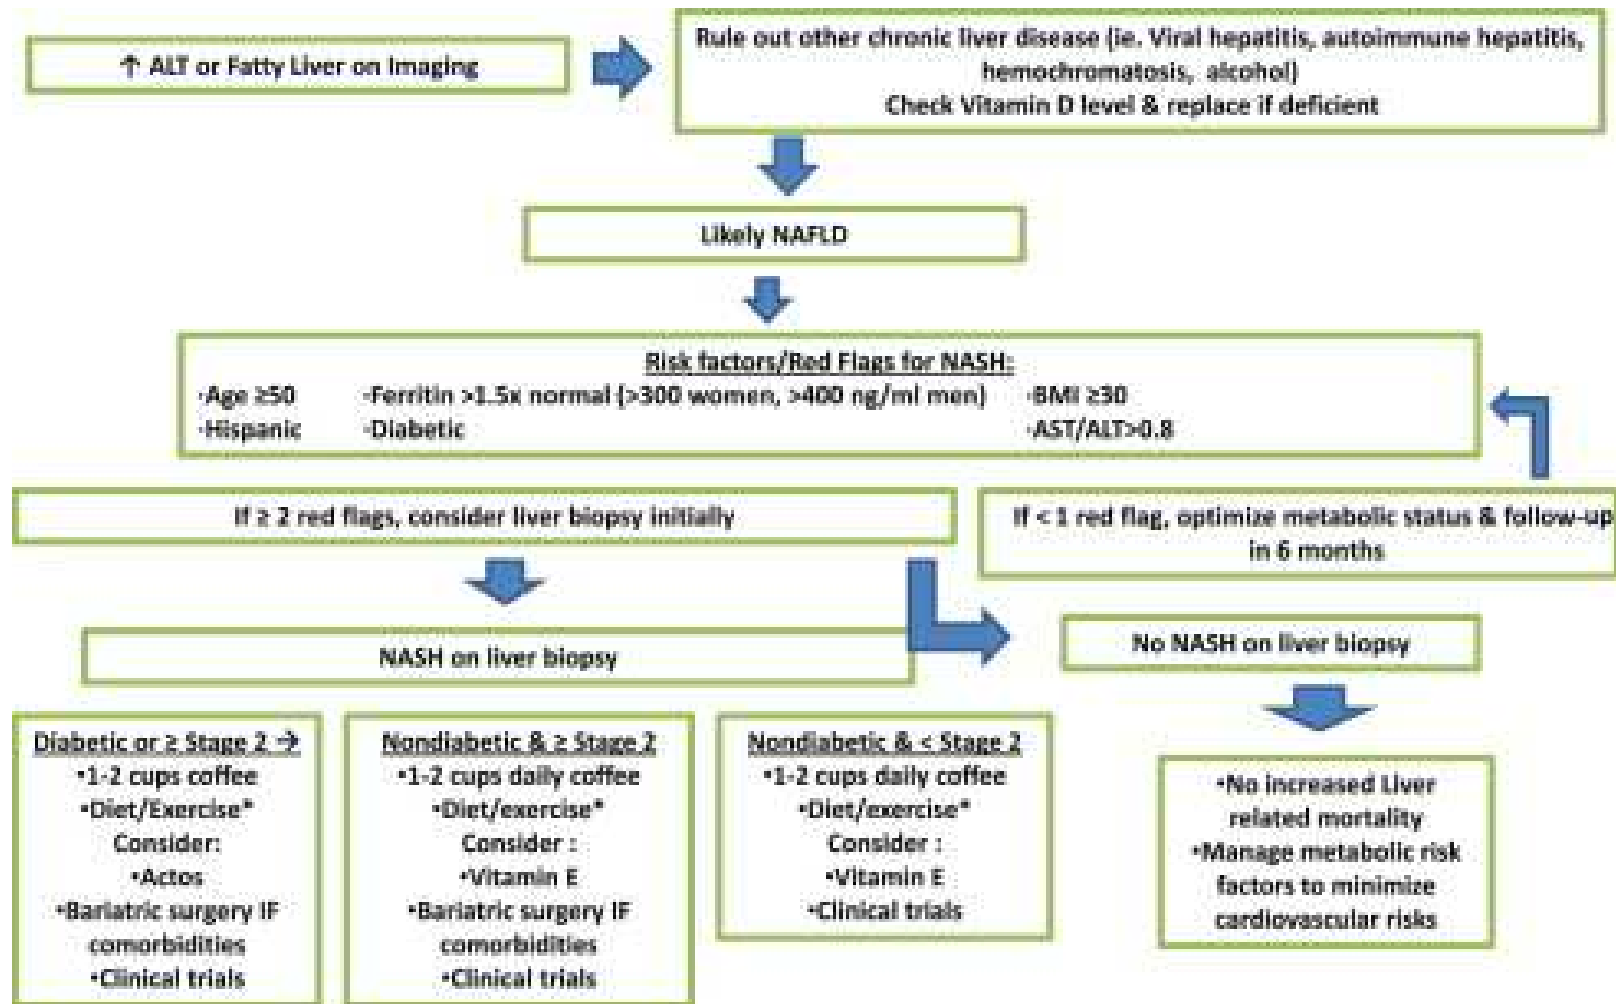 ↑ ALT or Fatty Liver on Imaging
Rule out other chronic liver disease (ie. Viral hepatitis, autoimmune hepatitis,
hemochromatosis, alcohol)
Check Vitamin D level & replace if deficient
Likely NAFLD
Risk factors/Red Flags for NASH:
-Age ≥50 -Ferritin >1.5x normal (>300 women, >400 ng/ml men) -BMI ≥30
-Hispanic -Diabetic -AST/ALT>0.8
If ≥ 2 red flags, consider liver biopsy initially
If < 1 red flag, optimize metabolic status & follow-up
in 6 months
NASH on liver biopsy
No NASH on liver biopsy
Diabetic or ≥ Stage 2 →
•1-2 cups coffee
•Diet/Exercise*
Consider:
•Actos
•Bariatric surgery IF
comorbidities
•Clinical trials
Nondiabetic & ≥ Stage 2
•1-2 cups daily coffee
•Diet/exercise*
Consider :
•Vitamin E
•Bariatric surgery IF
comorbidities
•Clinical trials
Nondiabetic & < Stage 2
•1-2 cups daily coffee
•Diet/exercise*
Consider :
•Vitamin E
•Clinical trials
•No increased Liver
related mortality
•Manage metabolic risk
factors to minimize
cardiovascular risks